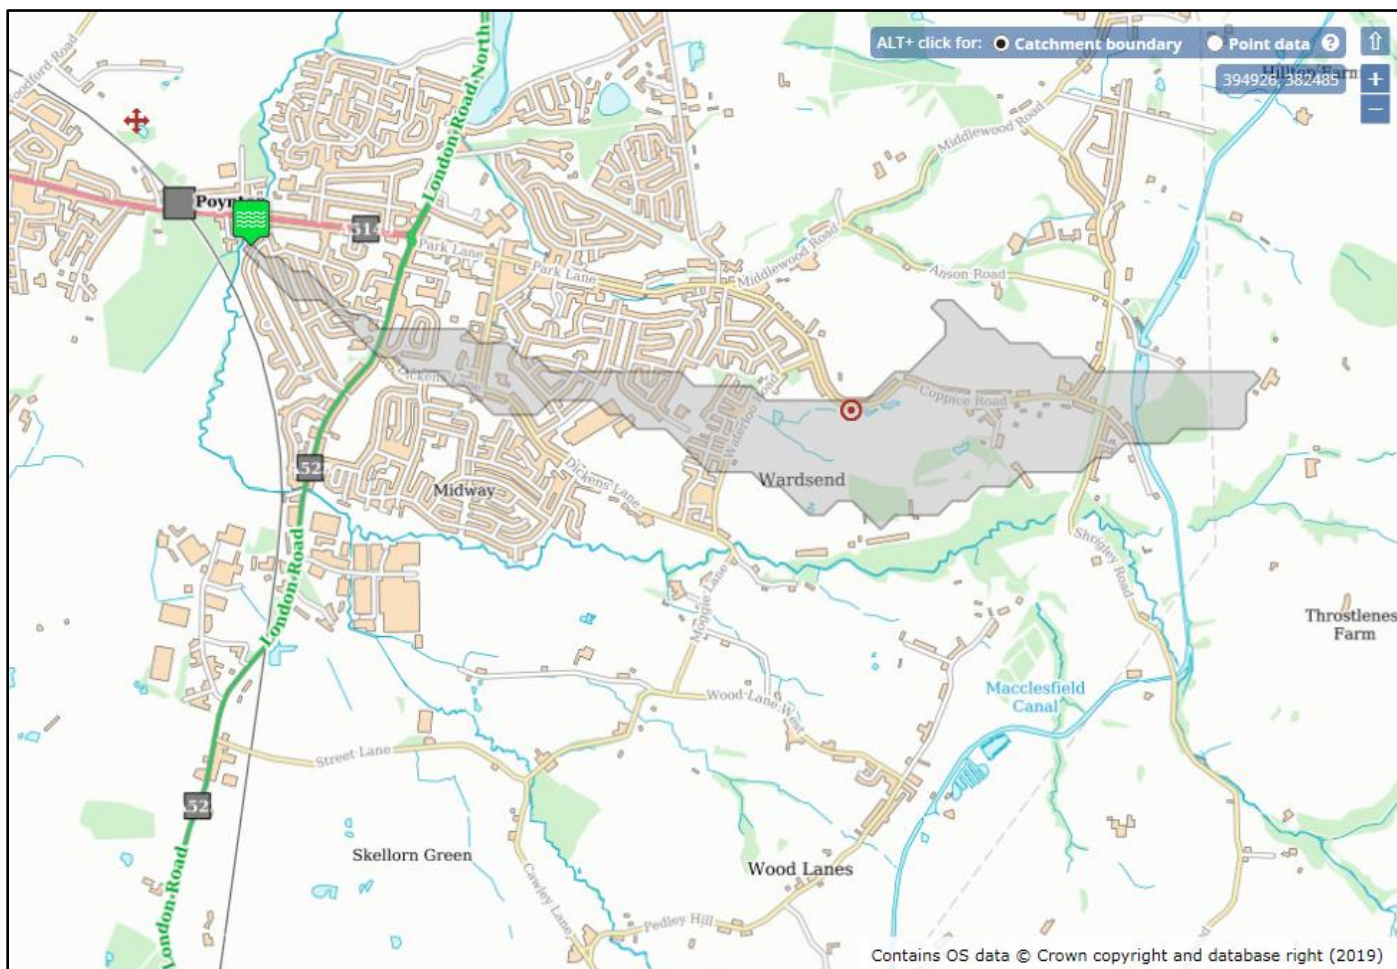 ALT+ click for: Catchment boundary Point data ?
394926, 382485
Woodford Road
London Road North
Middlewood Road
Park Lane
Park Lane
Middlewood Road
Anson Road
Dickens Lane
Coppice Road
Waterloo Road
Wardsend
Midway
Dickens Lane
London Road
Shrigley Road
Moggie Lane
Throstlenes
Farm
Macclesfield
Canal
Wood Lane West
Street Lane
Skellorn Green
Wood Lanes
Cawley Lane
Pedley Hill
London Road
Contains OS data © Crown copyright and database right (2019)